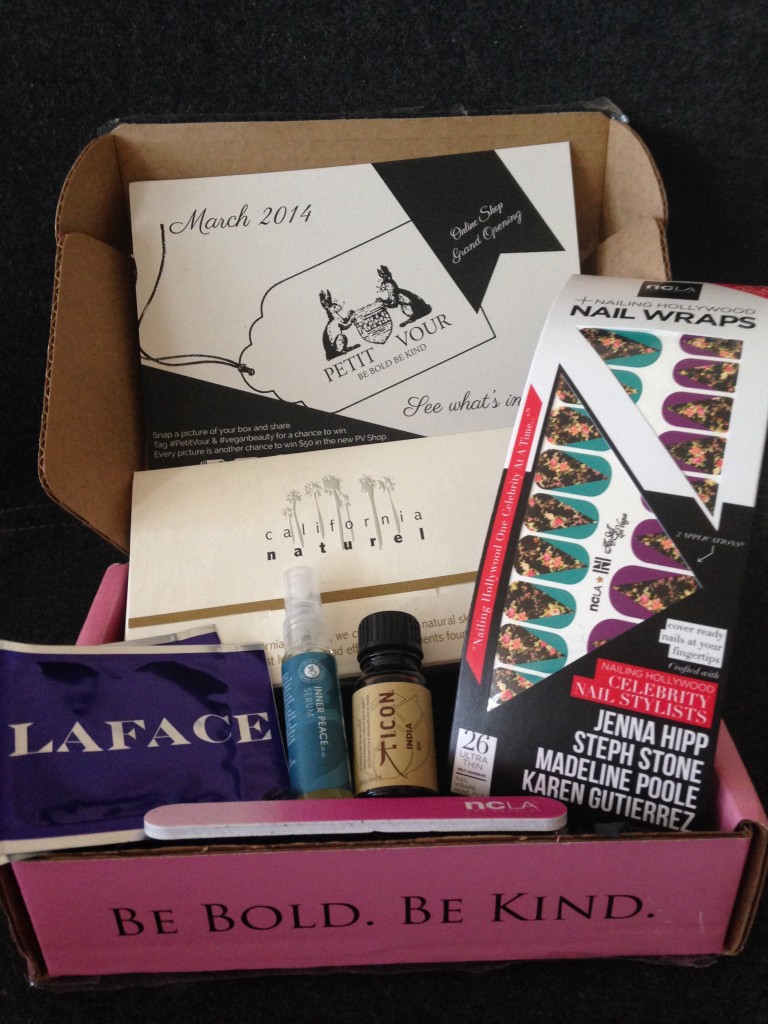 March 2014
Online Shop
Grand Opening
PETIT VOUR
BE BOLD BE KIND
See what's in
Snap a picture of your box and share.
Tag #PetitVour & #veganbeauty for a chance to win.
Every picture is another chance to win $50 in the new PV Shop.
california
naturel
we
natural
LAFACE
INNER PEACE
SERUM
ICON
INDIA
ncLA
ncLA
+NAILING HOLLYWOOD
NAIL WRAPS
"Nailing Hollywood One Celebrity At A Time..."
2 APPLICATIONS
ncLA
cover ready
nails at your
fingertips
Crafted with
NAILING HOLLYWOOD
CELEBRITY
NAIL STYLISTS
JENNA HIPP
STEPH STONE
MADELINE POOLE
KAREN GUTIERREZ
26
ULTRA
THIN
BE BOLD. BE KIND.